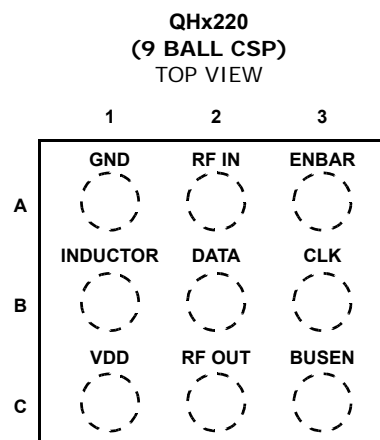 QHx220
(9 BALL CSP)
TOP VIEW
1 2 3
GND RF IN ENBAR
A
INDUCTOR DATA CLK
B
VDD RF OUT BUSEN
C